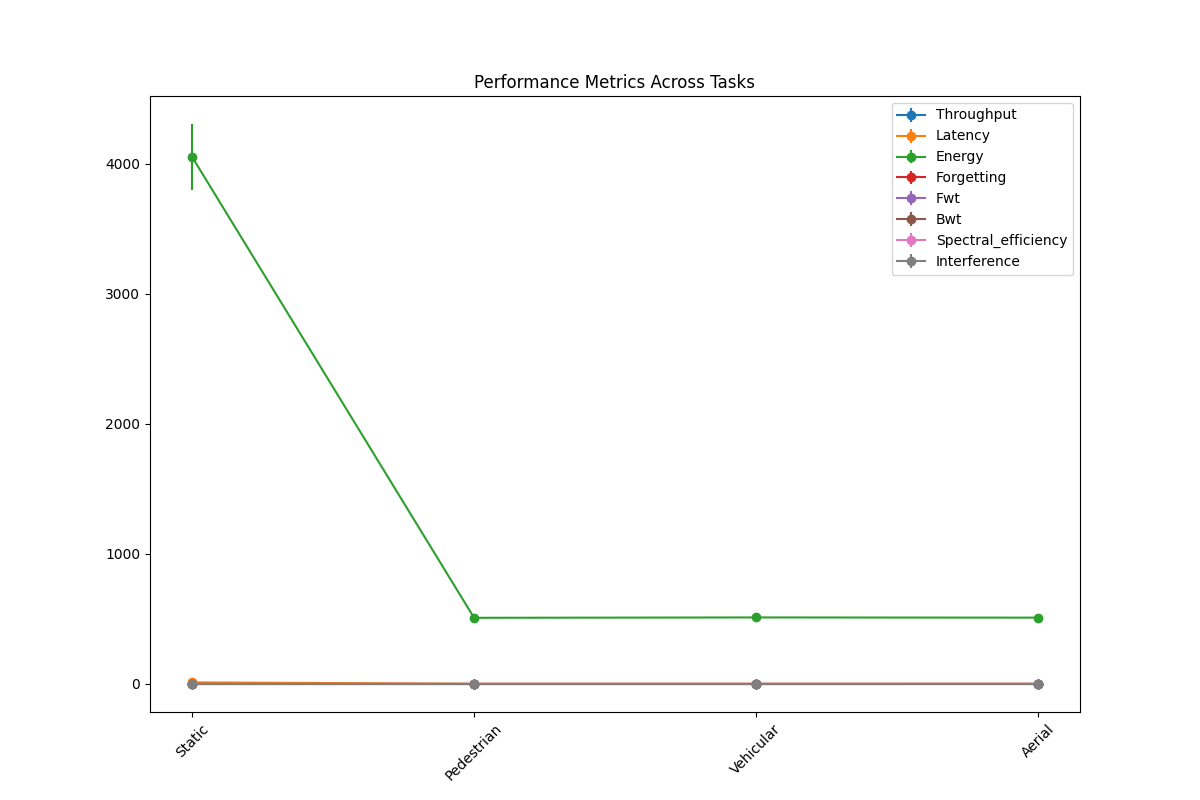 Performance Metrics Across Tasks
Throughput
Latency
Energy
Forgetting
Fwt
Bwt
Spectral_efficiency
Interference
4000
3000
2000
1000
0
Static
Pedestrian
Vehicular
Aerial